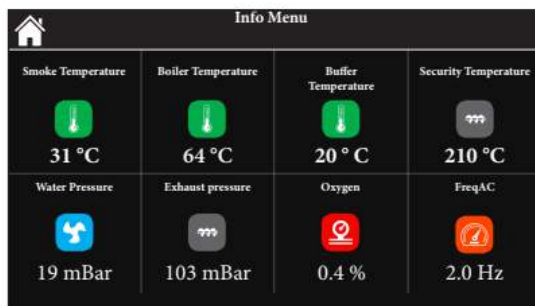 Info Menu
Smoke Temperature
Boiler Temperature
Buffer
Temperature
Security Temperature
31 °C
64 °C
20 ° C
210 °C
Water Pressure
Exhaust pressure
Oxygen
FreqAC
19 mBar
103 mBar
0.4 %
2.0 Hz